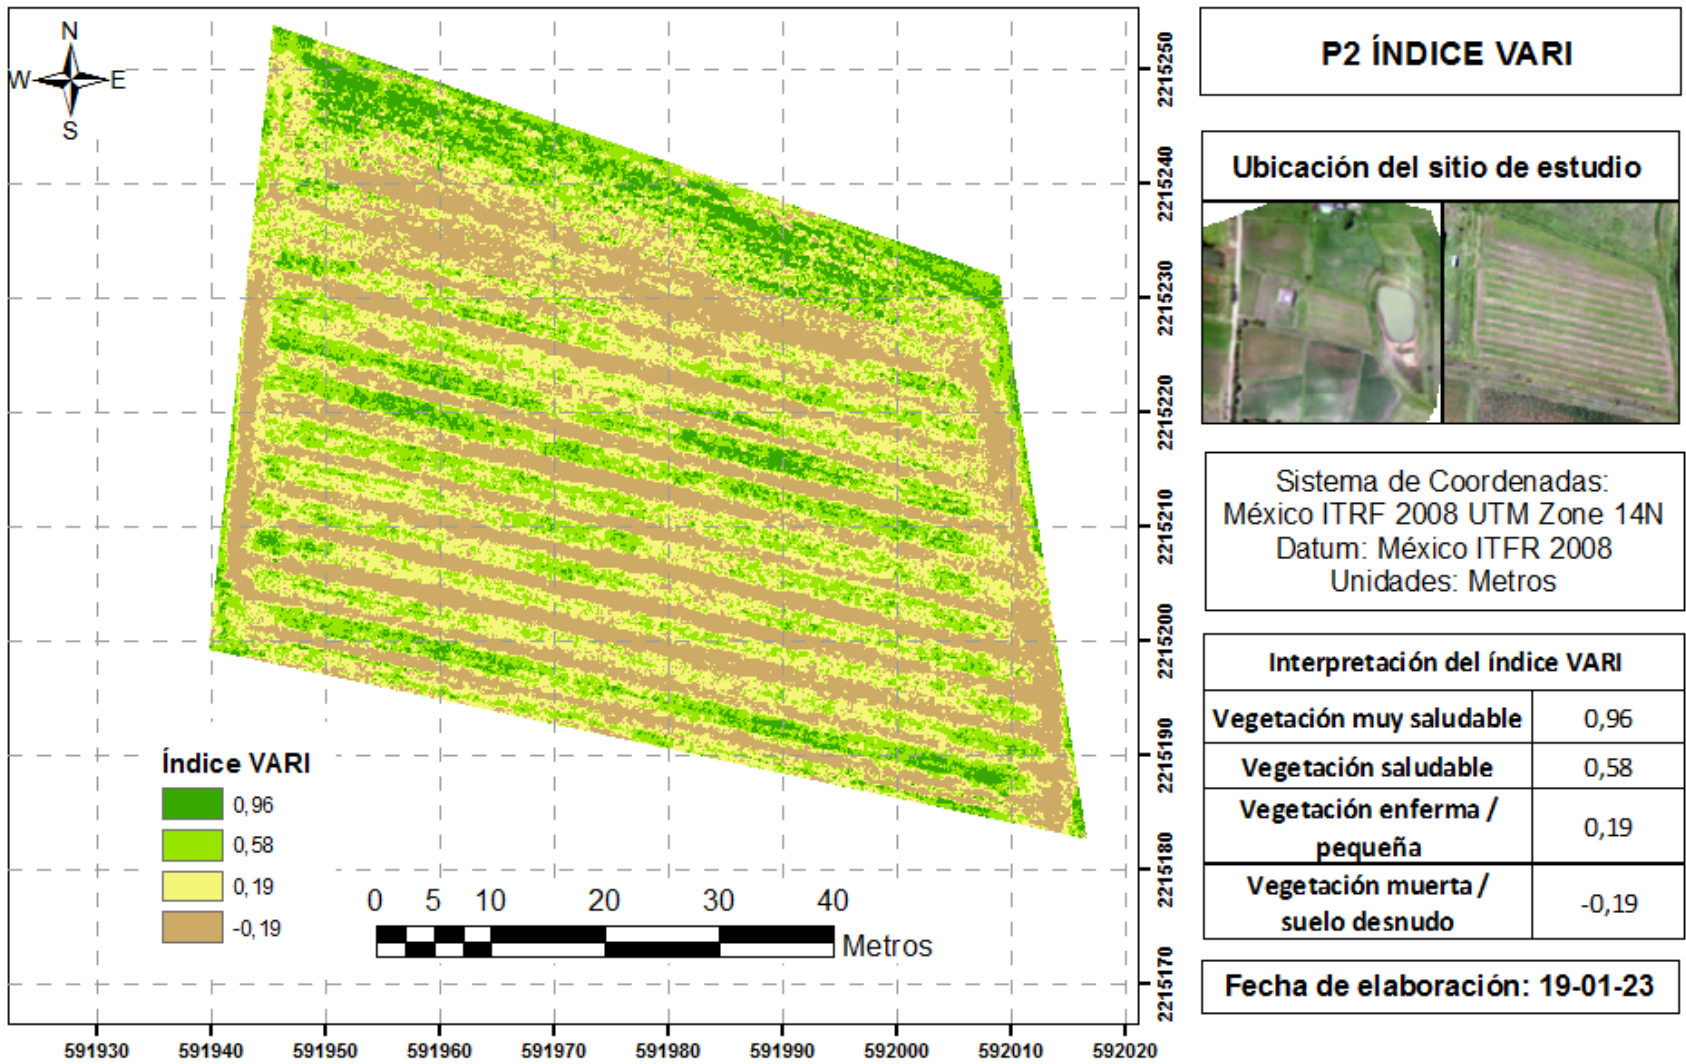 N
W E
S
2215250
2215240
2215230
2215220
2215210
2215200
2215190
2215180
2215170
Índice VARI
0,96
0,58
0,19
-0,19
0 5 10 20 30 40
Metros
591930 591940 591950 591960 591970 591980 591990 592000 592010 592020
P2 ÍNDICE VARI
Ubicación del sitio de estudio
Sistema de Coordenadas:
México ITRF 2008 UTM Zone 14N
Datum: México ITFR 2008
Unidades: Metros
Interpretación del índice VARI
Vegetación muy saludable 0,96
Vegetación saludable 0,58
Vegetación enferma /
pequeña 0,19
Vegetación muerta /
suelo desnudo -0,19
Fecha de elaboración: 19-01-23